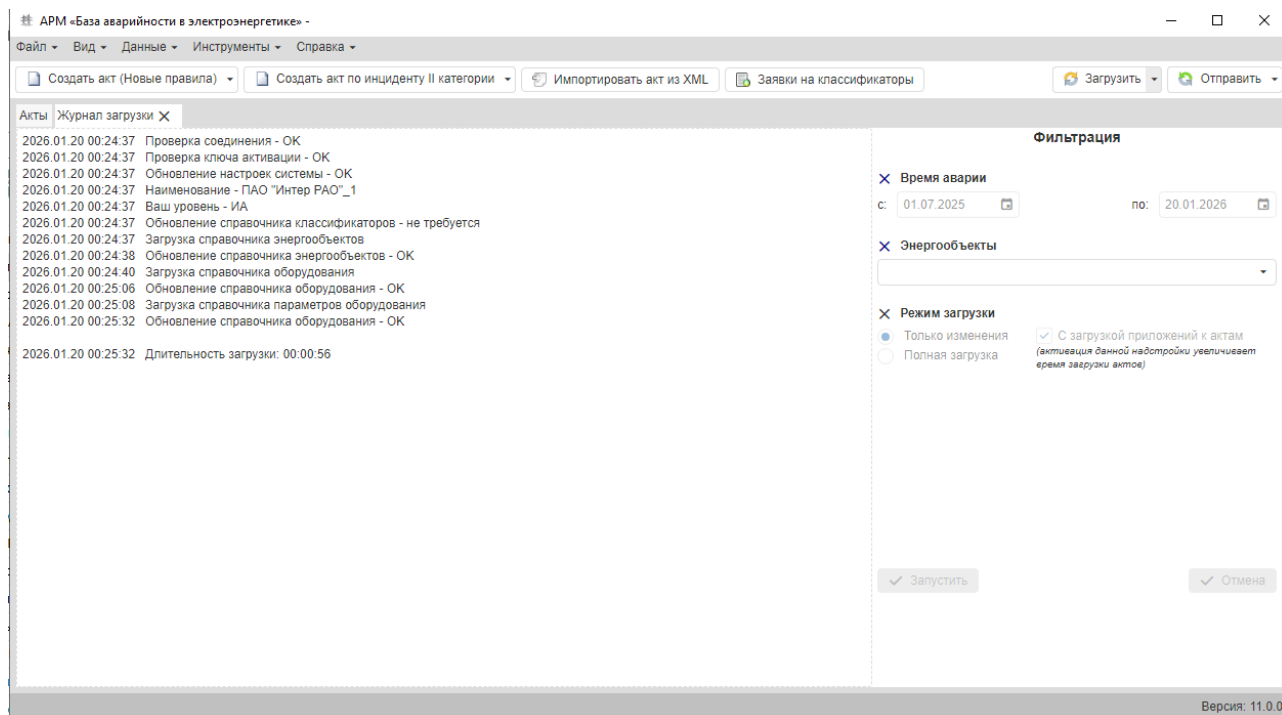 АРМ «База аварийности в электроэнергетике» -
Файл Вид Данные Инструменты Справка
Создать акт (Новые правила) Создать акт по инциденту II категории Импортировать акт из XML Заявки на классификаторы Загрузить Отправить
Акты Журнал загрузки
2026.01.20 00:24:37 Проверка соединения - OK
2026.01.20 00:24:37 Проверка ключа активации - OK
2026.01.20 00:24:37 Обновление настроек системы - OK
2026.01.20 00:24:37 Наименование - ПАО "Интер РАО"_1
2026.01.20 00:24:37 Ваш уровень - ИА
2026.01.20 00:24:37 Обновление справочника классификаторов - не требуется
2026.01.20 00:24:37 Загрузка справочника энергообъектов
2026.01.20 00:24:38 Обновление справочника энергообъектов - OK
2026.01.20 00:24:40 Загрузка справочника оборудования
2026.01.20 00:25:06 Обновление справочника оборудования - OK
2026.01.20 00:25:08 Загрузка справочника параметров оборудования
2026.01.20 00:25:32 Обновление справочника оборудования - OK
2026.01.20 00:25:32 Длительность загрузки: 00:00:56
Фильтрация
Время аварии
с: 01.07.2025 по: 20.01.2026
Энергообъекты
Режим загрузки
Только изменения
Полная загрузка
С загрузкой приложений к актам
(активация данной надстройки увеличивает
время загрузки актов)
Запустить Отмена
Версия: 11.0.0